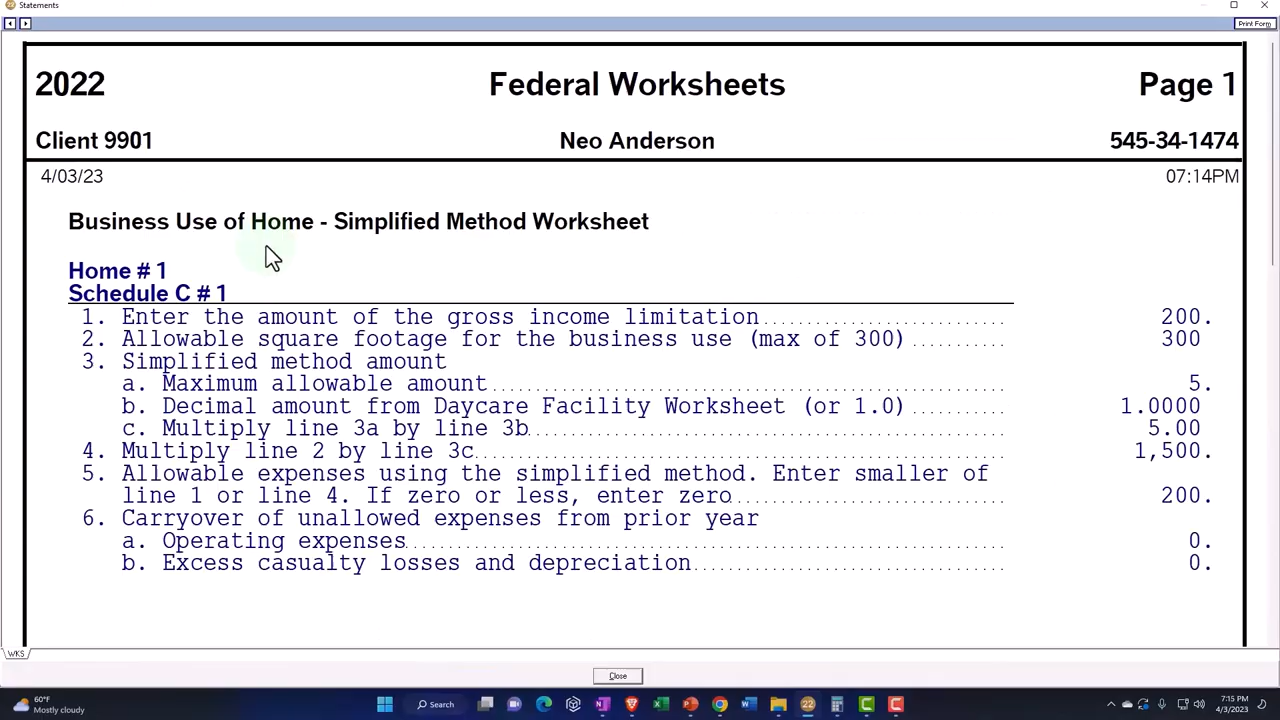 Statements
Print Form
2022 Federal Worksheets Page 1
Client 9901 Neo Anderson 545-34-1474
4/03/23 07:14PM
Business Use of Home - Simplified Method Worksheet
Home # 1
Schedule C # 1
1. Enter the amount of the gross income limitation 200.
2. Allowable square footage for the business use (max of 300) 300
3. Simplified method amount
a. Maximum allowable amount 5.
b. Decimal amount from Daycare Facility Worksheet (or 1.0) 1.0000
c. Multiply line 3a by line 3b 5.00
4. Multiply line 2 by line 3c 1,500.
5. Allowable expenses using the simplified method. Enter smaller of
line 1 or line 4. If zero or less, enter zero 200.
6. Carryover of unallowed expenses from prior year
a. Operating expenses 0.
b. Excess casualty losses and depreciation 0.
WKS
Close
60°F
Mostly cloudy
Search
22
7:15 PM
4/3/2023